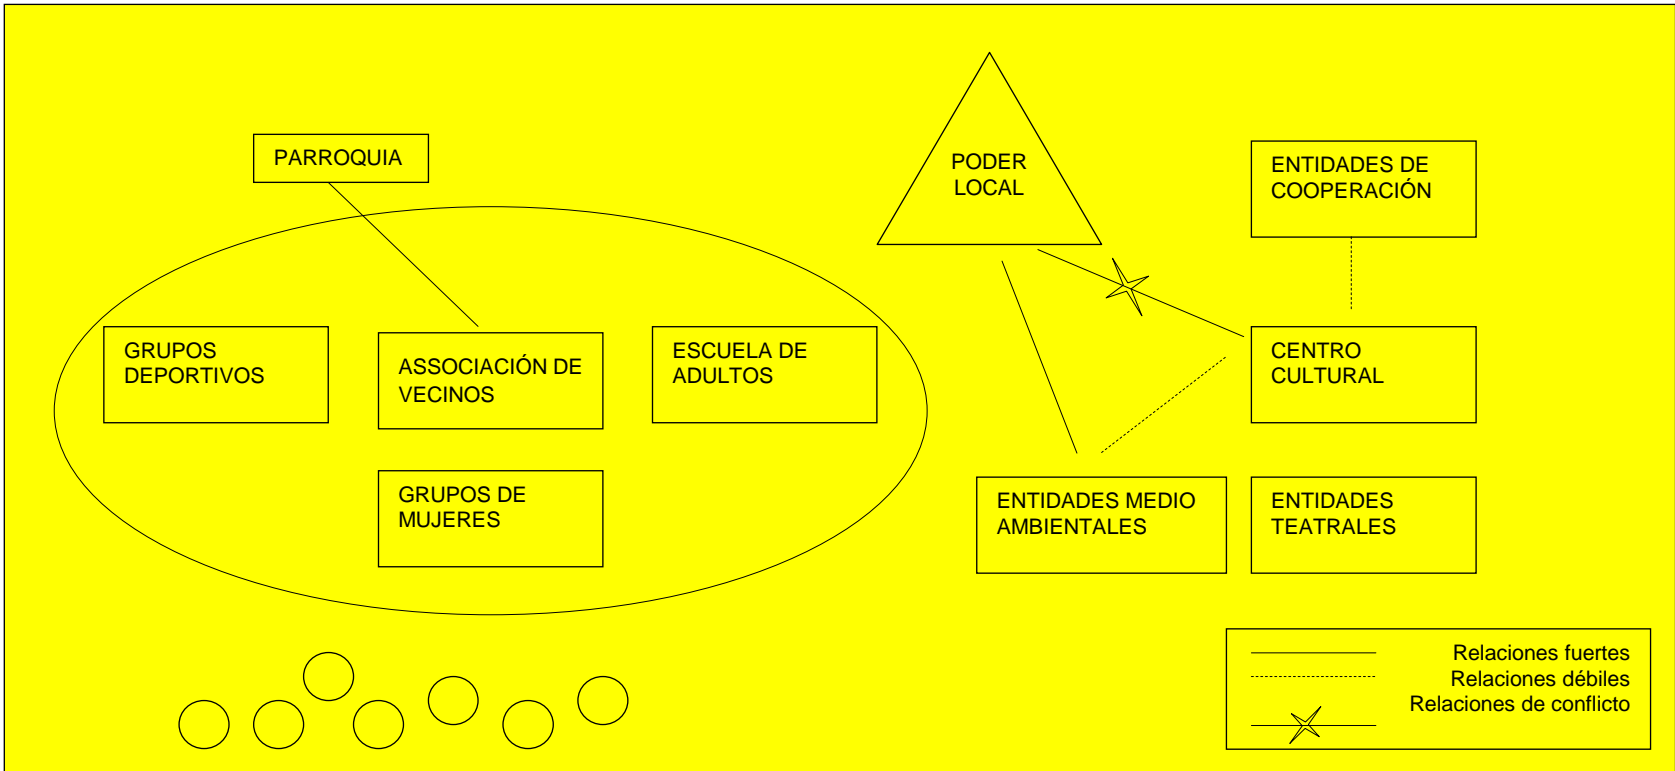 PARROQUIA
PODER
LOCAL
ENTIDADES DE
COOPERACIÓN
GRUPOS
DEPORTIVOS
ASSOCIACIÓN DE
VECINOS
ESCUELA DE
ADULTOS
CENTRO
CULTURAL
GRUPOS DE
MUJERES
ENTIDADES MEDIO
AMBIENTALES
ENTIDADES
TEATRALES
Relaciones fuertes
Relaciones débiles
Relaciones de conflicto